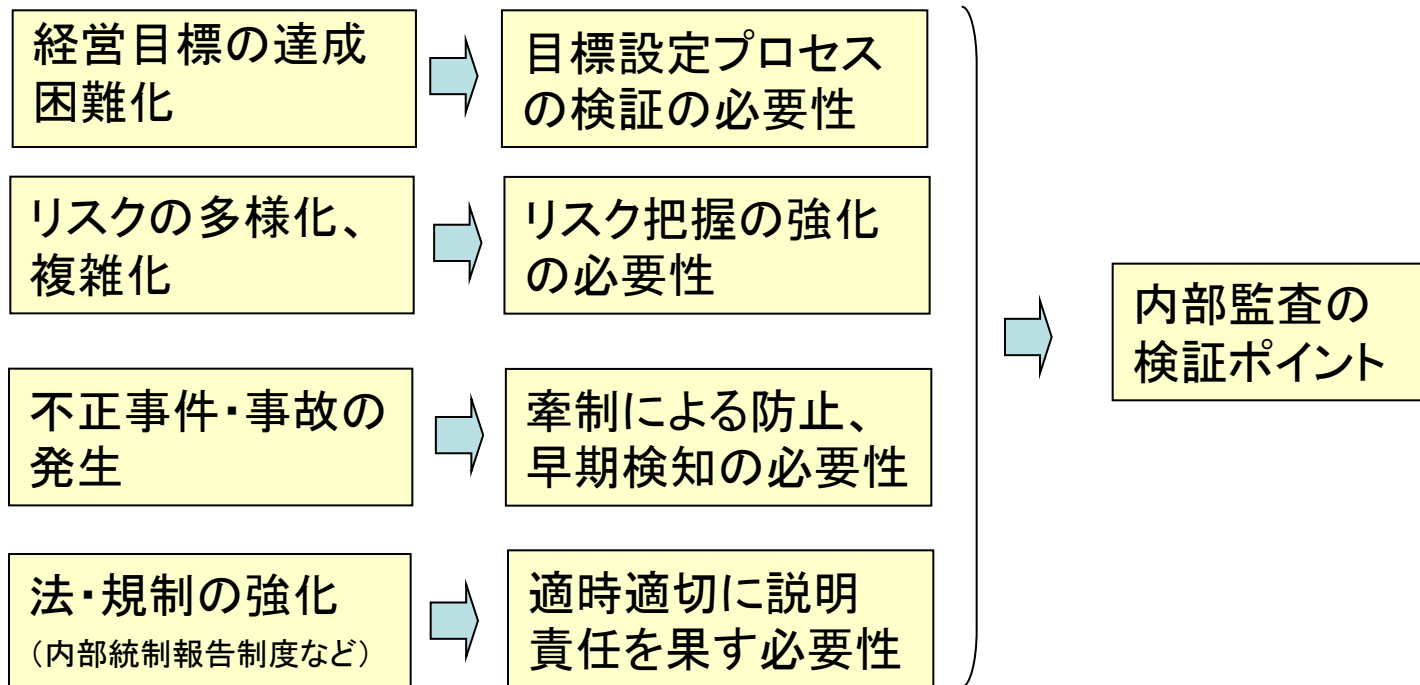 経営目標の達成
困難化
目標設定プロセス
の検証の必要性
リスクの多様化、
複雑化
リスク把握の強化
の必要性
不正事件・事故の
発生
牽制による防止、
早期検知の必要性
法・規制の強化
（内部統制報告制度など）
適時適切に説明
責任を果す必要性
内部監査の
検証ポイント